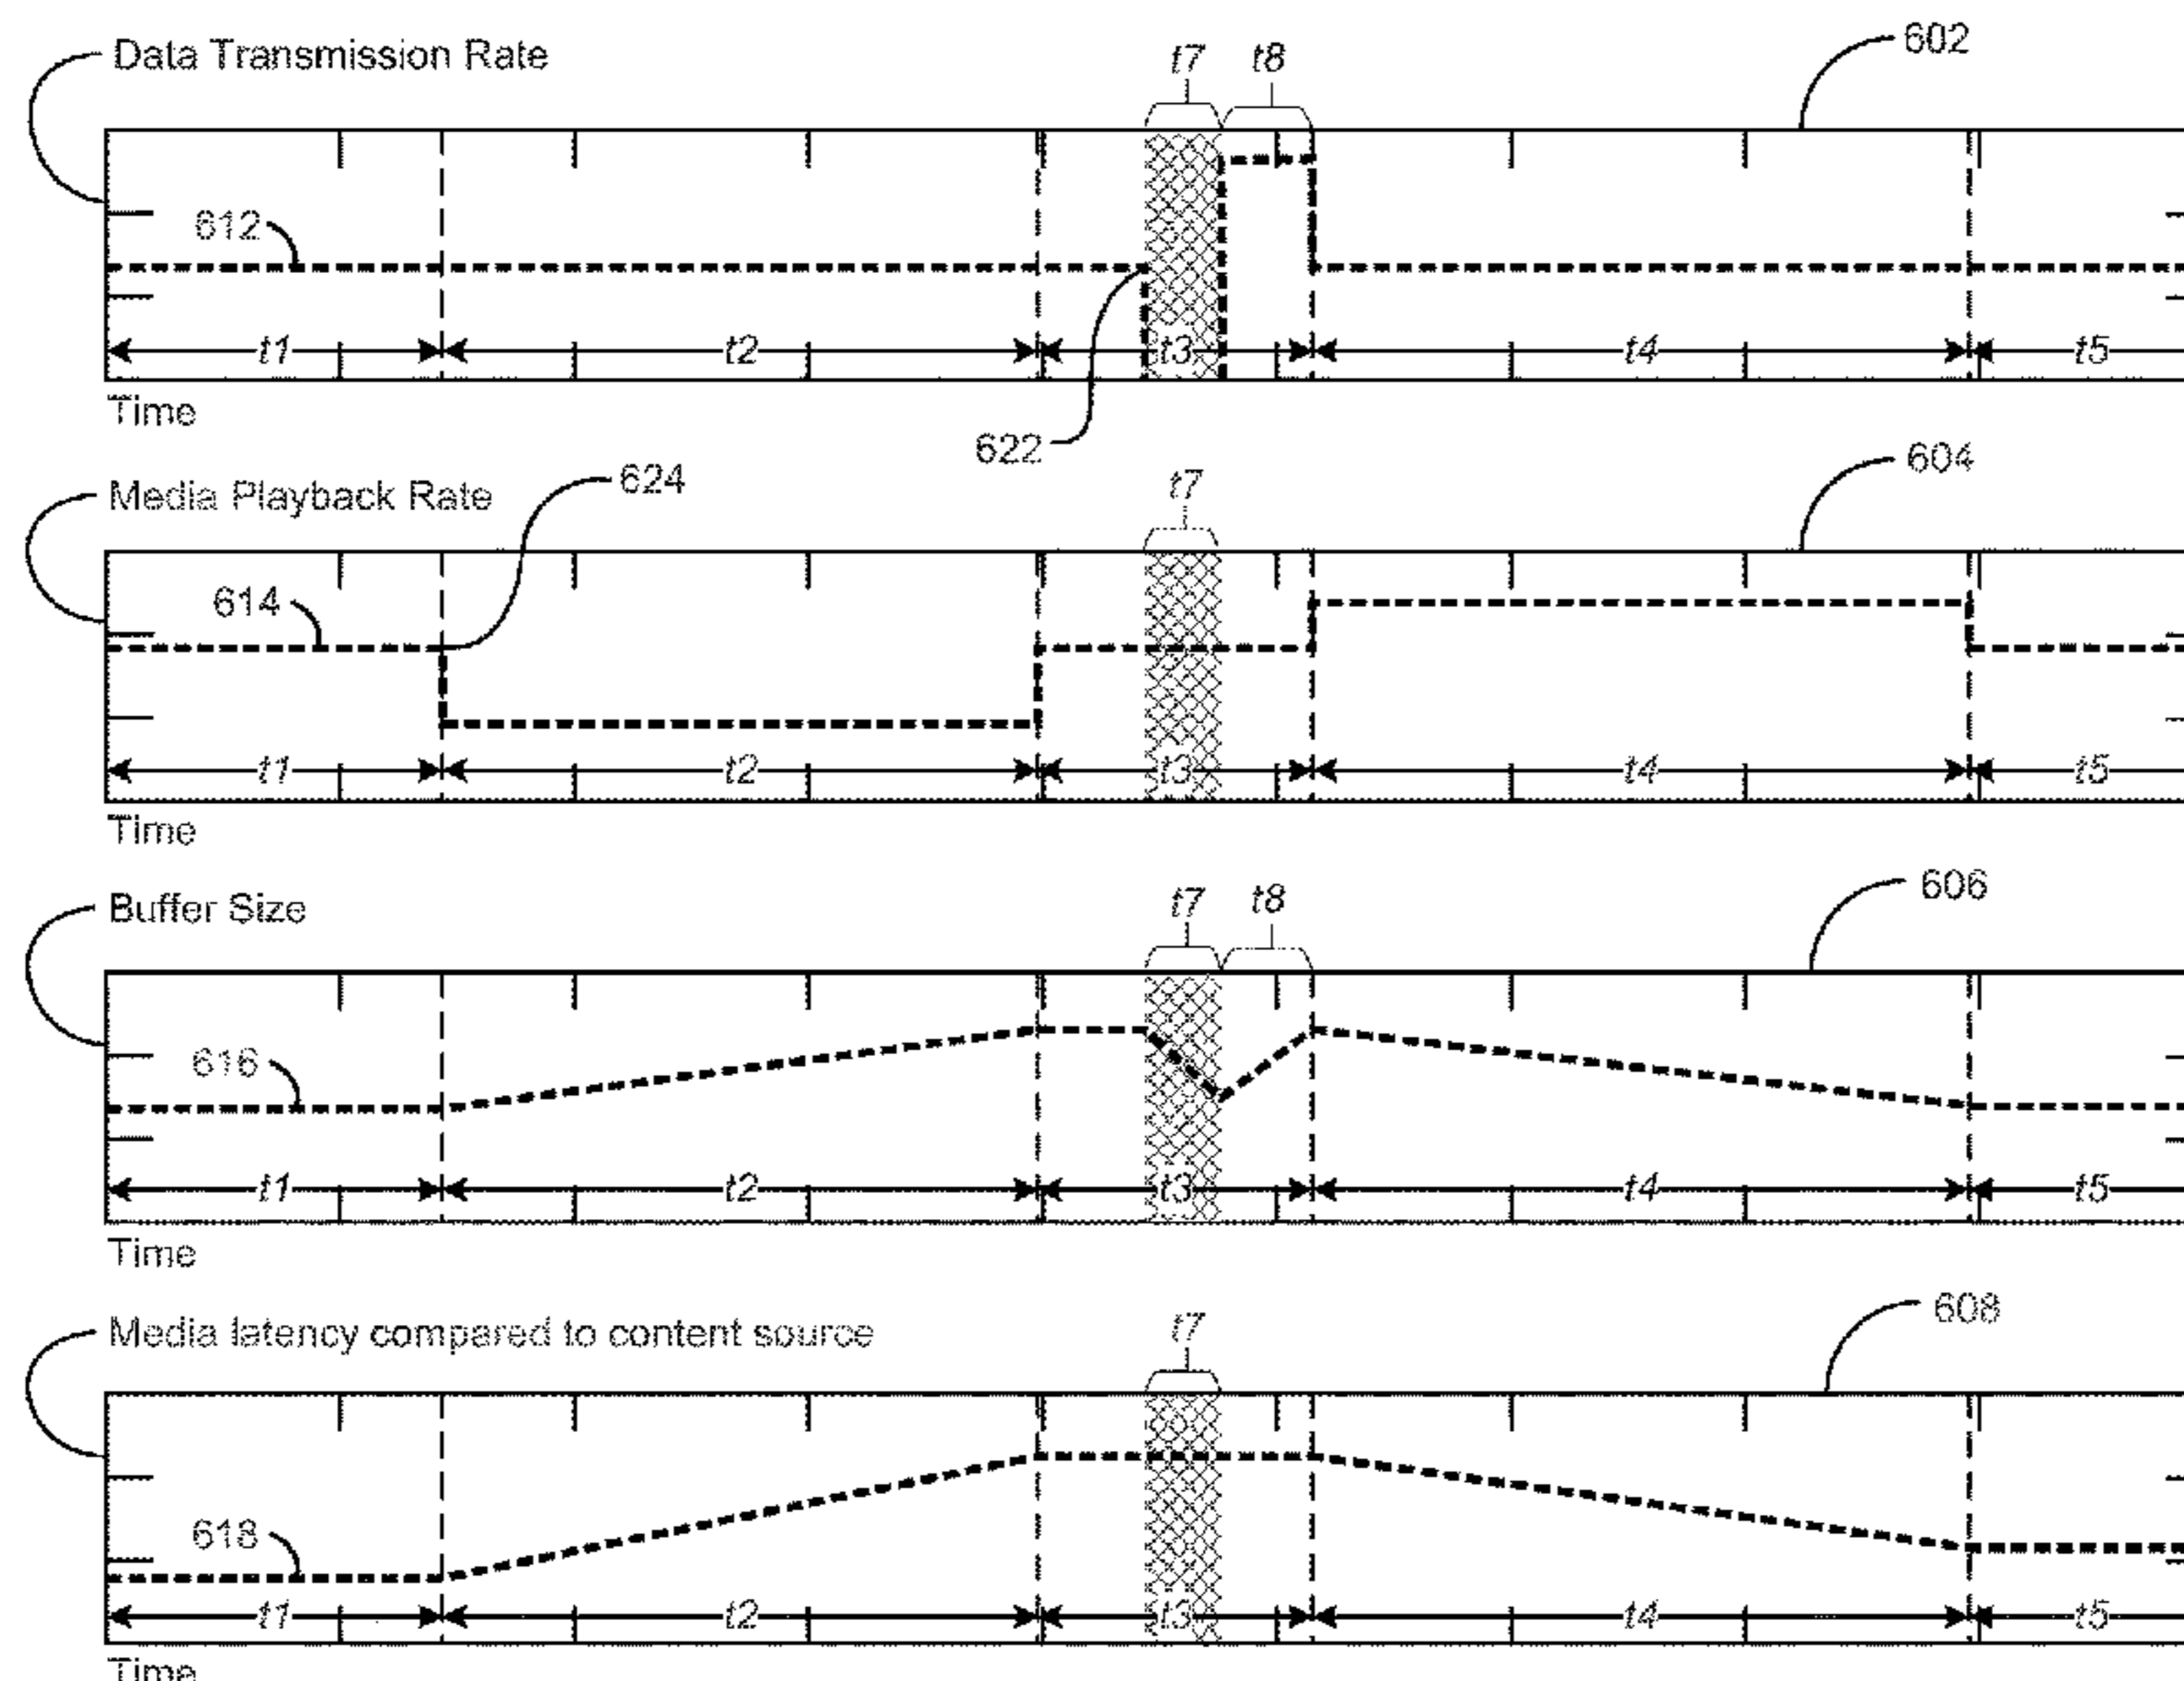 Data Transmission Rate
t7
t8
602
612
t1
t2
t3
t4
t5
Time
622
Media Playback Rate
624
t7
604
614
t1
t2
t3
t4
t5
Time
Buffer Size
t7
t8
606
616
t1
t2
t3
t4
t5
Time
Media latency compared to content source
t7
608
618
t1
t2
t3
t4
t5
Time